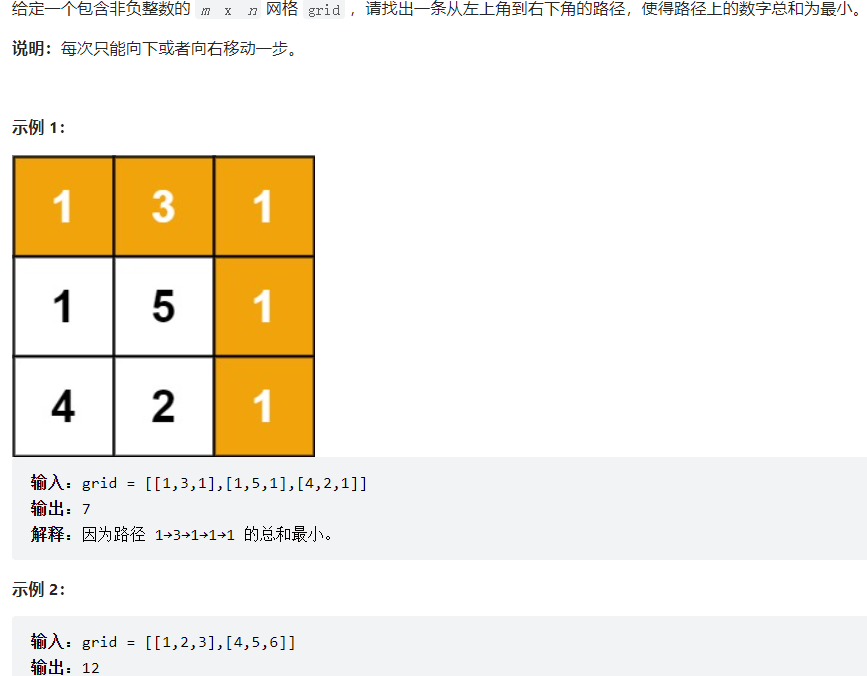 给定一个包含非负整数的 m x n 网格 grid ，请找出一条从左上角到右下角的路径，使得路径上的数字总和为最小。
说明：每次只能向下或者向右移动一步。
示例 1：
1 3 1
1 5 1
4 2 1
输入：grid = [[1,3,1],[1,5,1],[4,2,1]]
输出：7
解释：因为路径 1→3→1→1→1 的总和最小。
示例 2：
输入：grid = [[1,2,3],[4,5,6]]
输出：12